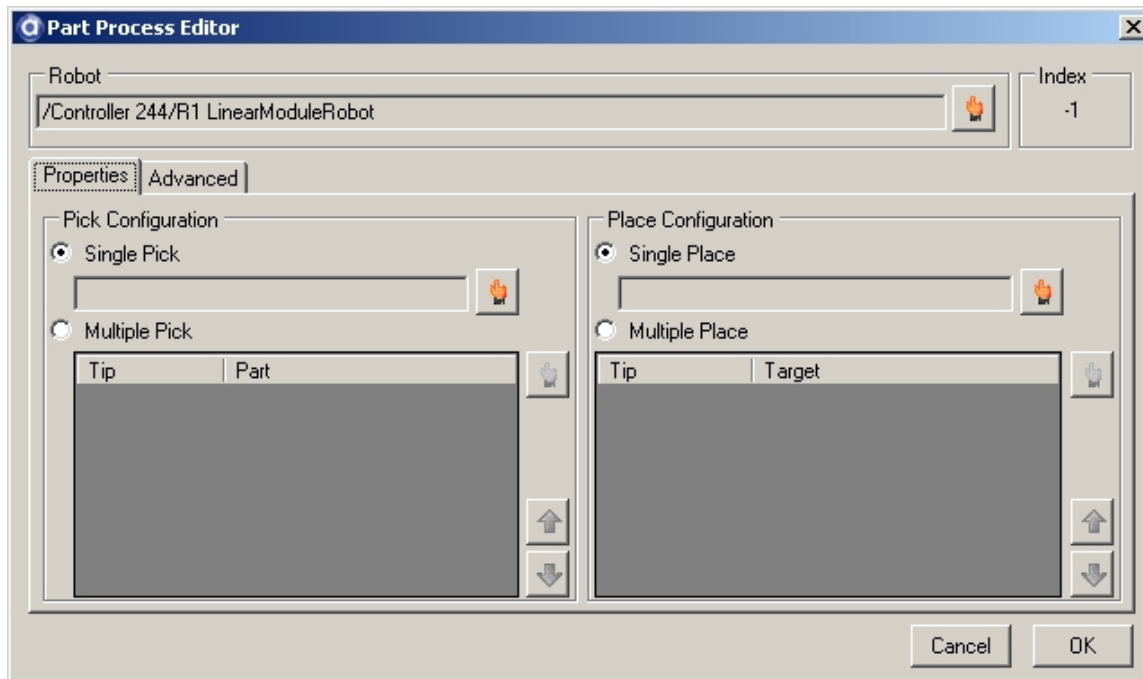 Part Process Editor
Robot
/Controller 244/R1 LinearModuleRobot
Index
-1
Properties
Advanced
Pick Configuration
Single Pick
Multiple Pick
Tip Part
Place Configuration
Single Place
Multiple Place
Tip Target
Cancel
OK